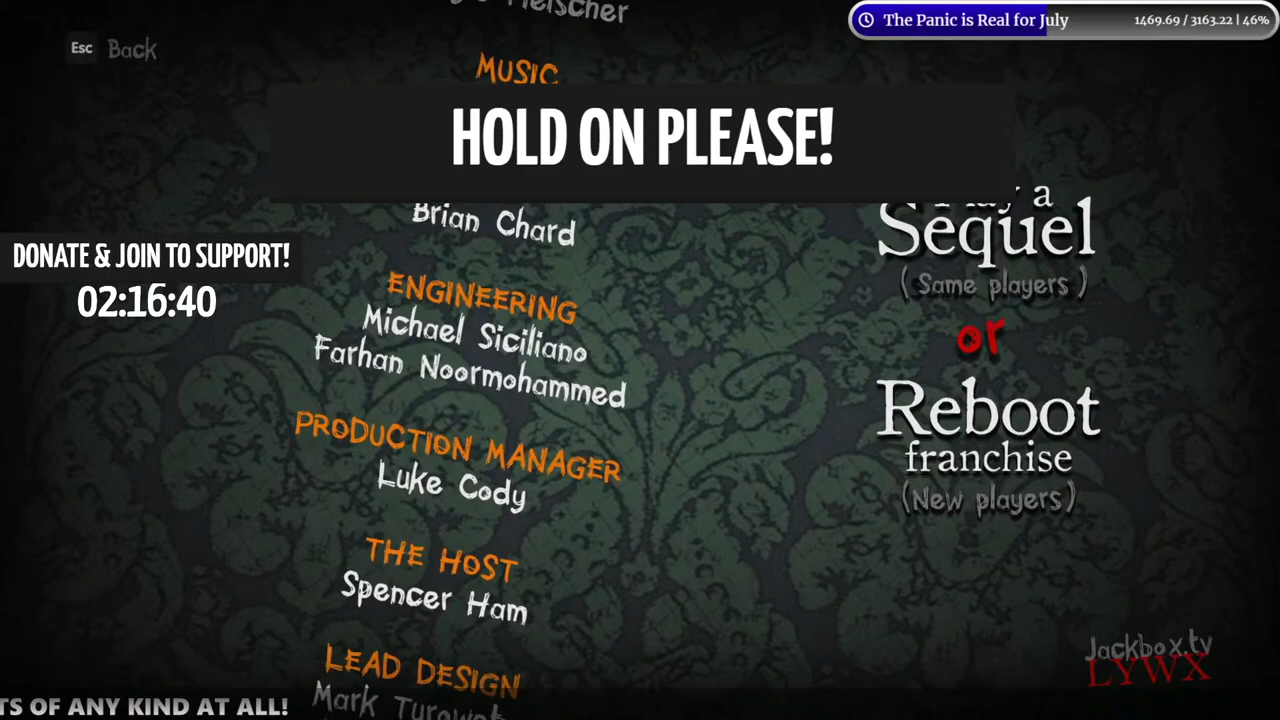 The Panic is Real for July
1469.69 / 3163.22 | 46%
Esc Back
MUSIC
HOLD ON PLEASE!
Brian Chard
a
Sequel
(Same players)
or
Reboot
franchise
(New players)
DONATE & JOIN TO SUPPORT!
02:16:40
ENGINEERING
Michael Siciliano
Farhan Noormohammed
PRODUCTION MANAGER
Luke Cody
THE HOST
Spencer Ham
LEAD DESIGN
Mark
Jackbox.tv
LYWX
TS OF ANY KIND AT ALL!